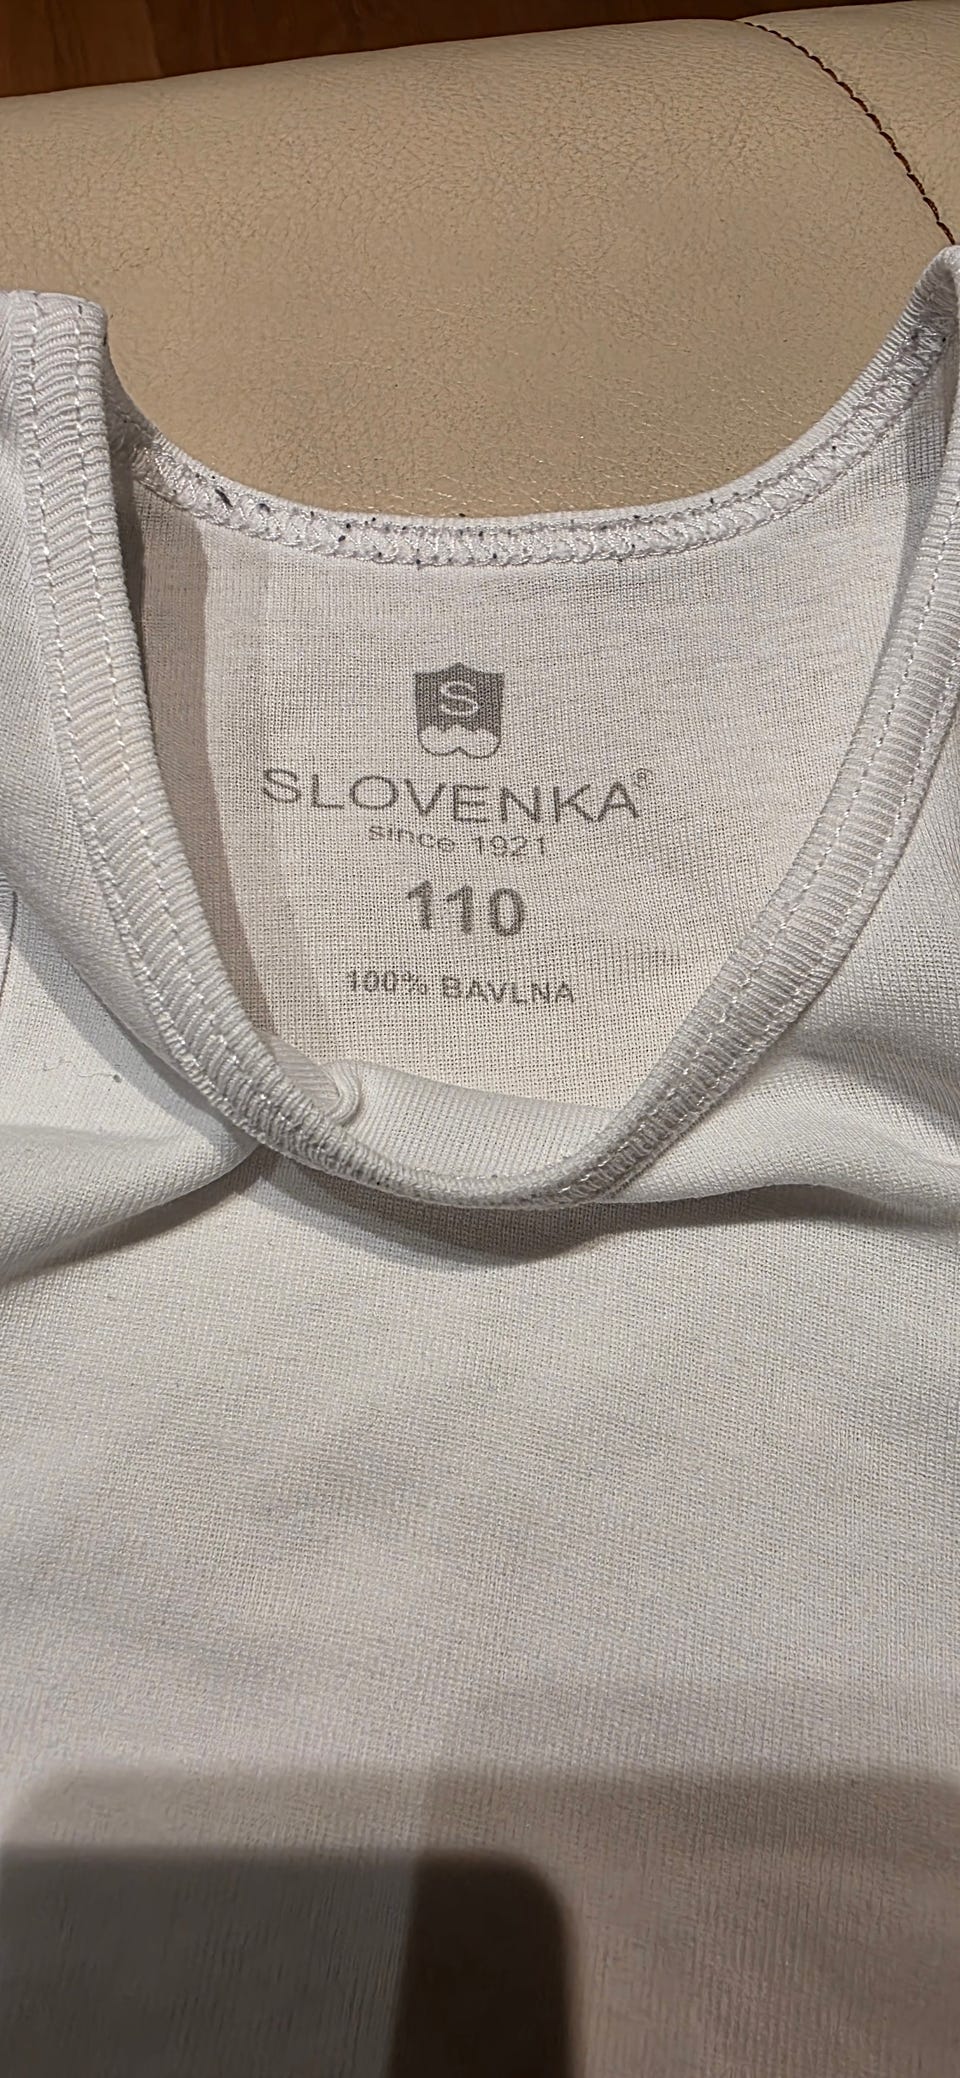 S
SLOVENKA®
since 1921
110
100% BAVLNA